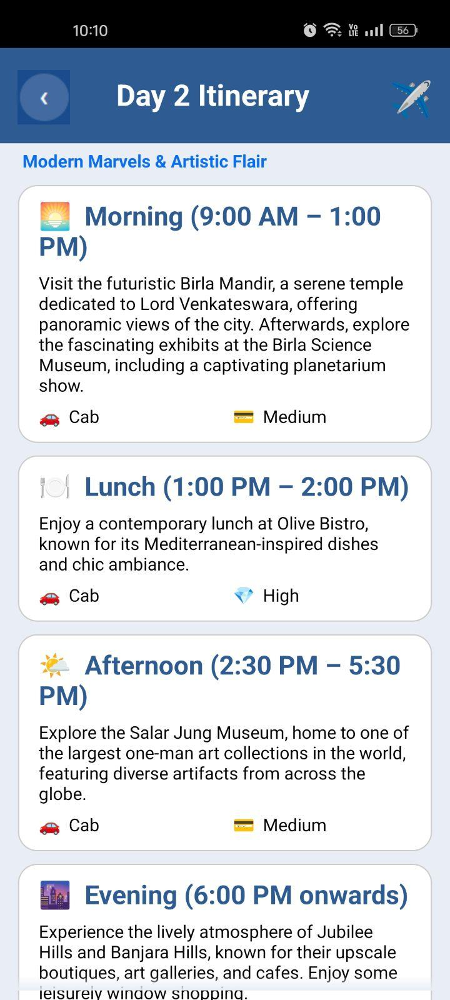 10:10
Vo
LTE
56
Day 2 Itinerary
Modern Marvels & Artistic Flair
Morning (9:00 AM – 1:00
PM)
Visit the futuristic Birla Mandir, a serene temple
dedicated to Lord Venkateswara, offering
panoramic views of the city. Afterwards, explore
the fascinating exhibits at the Birla Science
Museum, including a captivating planetarium
show.
Cab Medium
Lunch (1:00 PM – 2:00 PM)
Enjoy a contemporary lunch at Olive Bistro,
known for its Mediterranean-inspired dishes
and chic ambiance.
Cab High
Afternoon (2:30 PM – 5:30
PM)
Explore the Salar Jung Museum, home to one of
the largest one-man art collections in the world,
featuring diverse artifacts from across the
globe.
Cab Medium
Evening (6:00 PM onwards)
Experience the lively atmosphere of Jubilee
Hills and Banjara Hills, known for their upscale
boutiques, art galleries, and cafes. Enjoy some
leisurely window shopping.